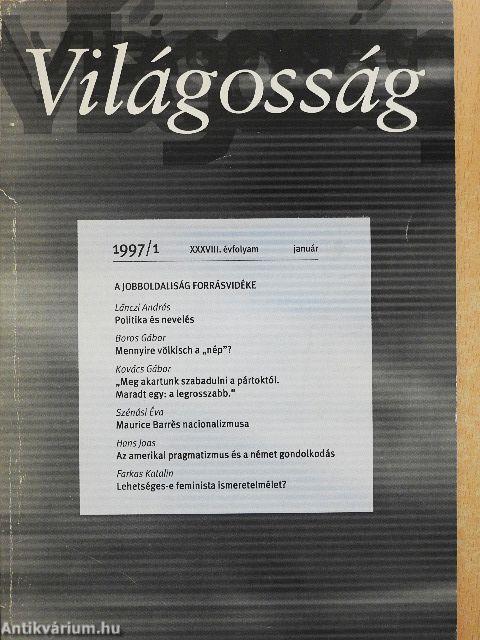 Világosság
1997/1 XXXVIII. évfolyam január
A JOBBOLDALISÁG FORRÁSVIDÉKE
Lánczi András
Politika és nevelés
Boros Gábor
Mennyire völkisch a „nép”?
Kovács Gábor
„Meg akartunk szabadulni a pártoktól.
Maradt egy: a legrosszabb.“
Szénási Éva
Maurice Barrès nacionalizmusa
Hans Joas
Az amerikai pragmatizmus és a német gondolkodás
Farkas Katalin
Lehetséges-e feminista ismeretelmélet?
Antikvárium.hu